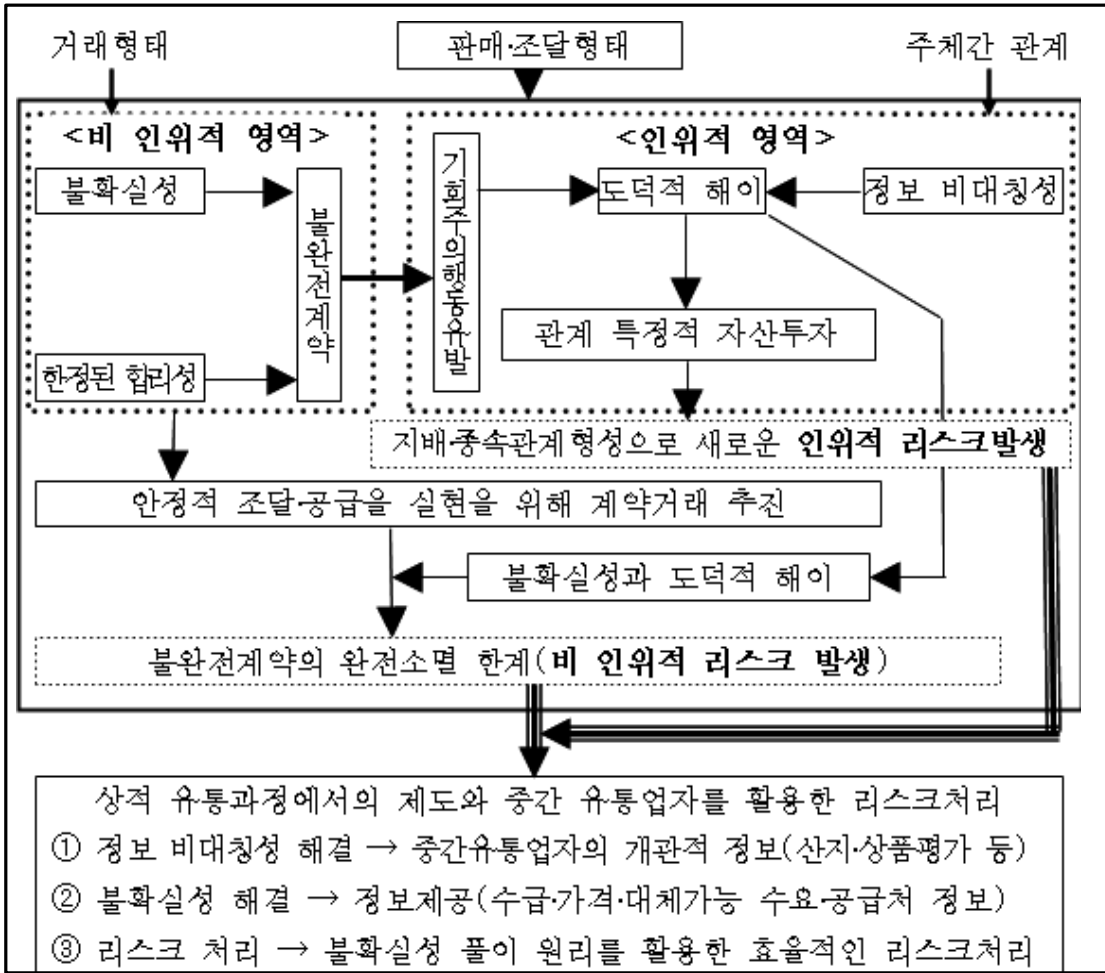 거래형태
판매·조달형태
주체간 관계
<비 인위적 영역>
<인위적 영역>
불확실성
불완전계약
한정된 합리성
기회주의행동유발
도덕적 해이
정보 비대칭성
관계 특정적 자산투자
지배·종속관계형성으로 새로운 인위적 리스크발생
안정적 조달·공급을 실현을 위해 계약거래 추진
불확실성과 도덕적 해이
불완전계약의 완전소멸 한계(비 인위적 리스크 발생)
상적 유통과정에서의 제도와 중간 유통업자를 활용한 리스크처리
① 정보 비대칭성 해결 → 중간유통업자의 개관적 정보(산지·상품평가 등)
② 불확실성 해결 → 정보제공(수급·가격·대체가능 수요·공급처 정보)
③ 리스크 처리 → 불확실성 풀이 원리를 활용한 효율적인 리스크처리